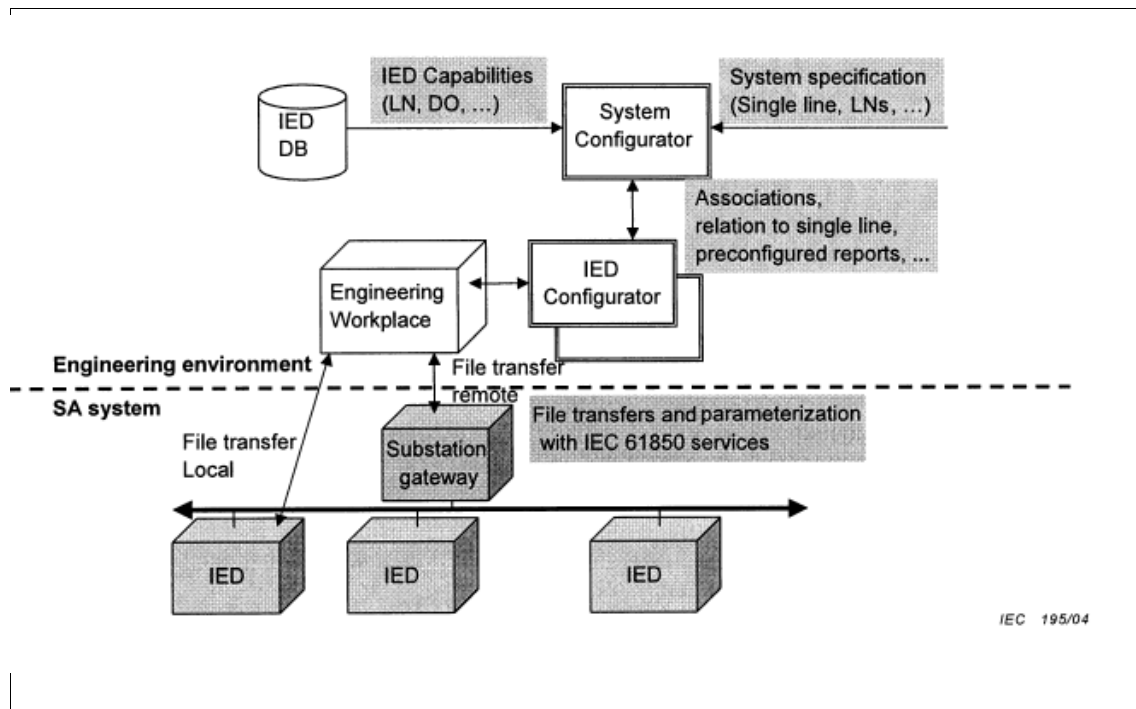 IED Capabilities
(LN, DO, ...)
System specification
(Single line, LNs, ...)
IED
DB
System
Configurator
Associations,
relation to single line,
preconfigured reports, ...
Engineering
Workplace
IED
Configurator
Engineering environment
File transfer
remote
SA system
File transfer
Local
Substation
gateway
File transfers and parameterization
with IEC 61850 services
IED
IED
IED
IEC 195/04